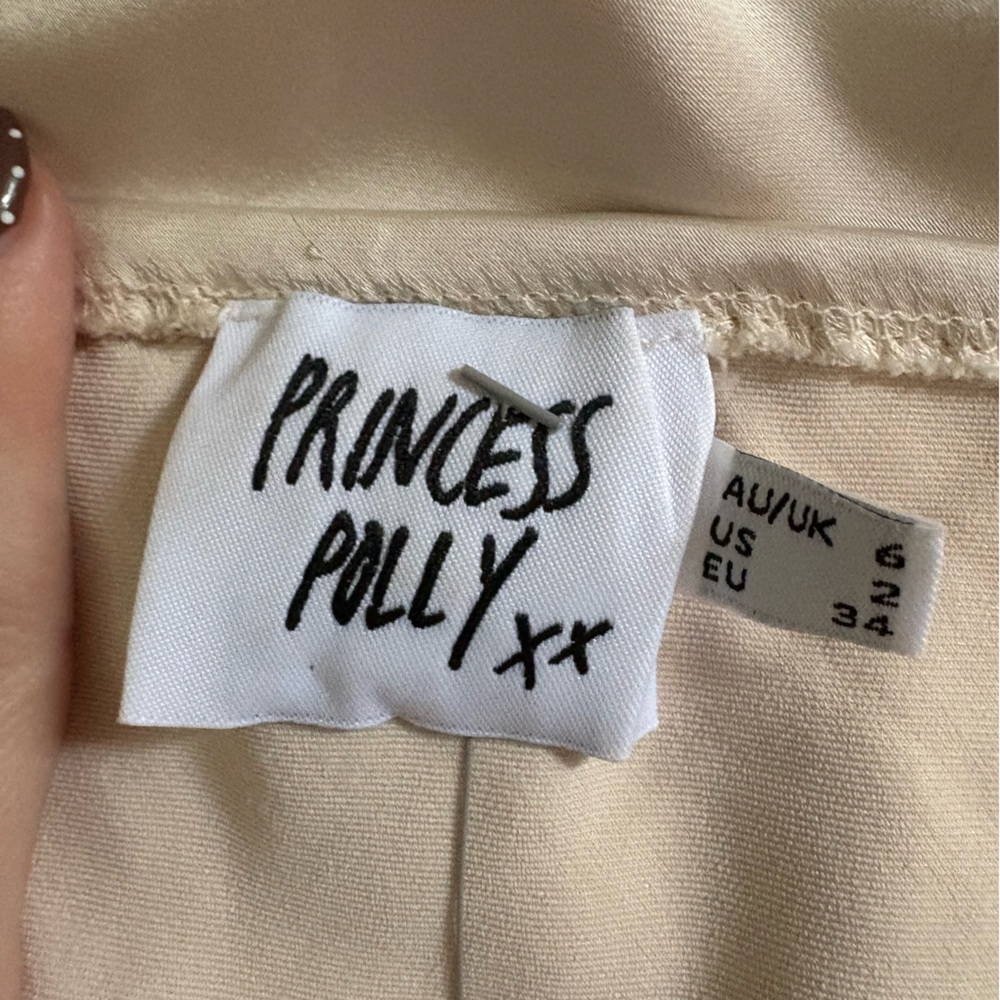 PRINCESS
POLLY xx
AU/UK 6
US 2
EU 34